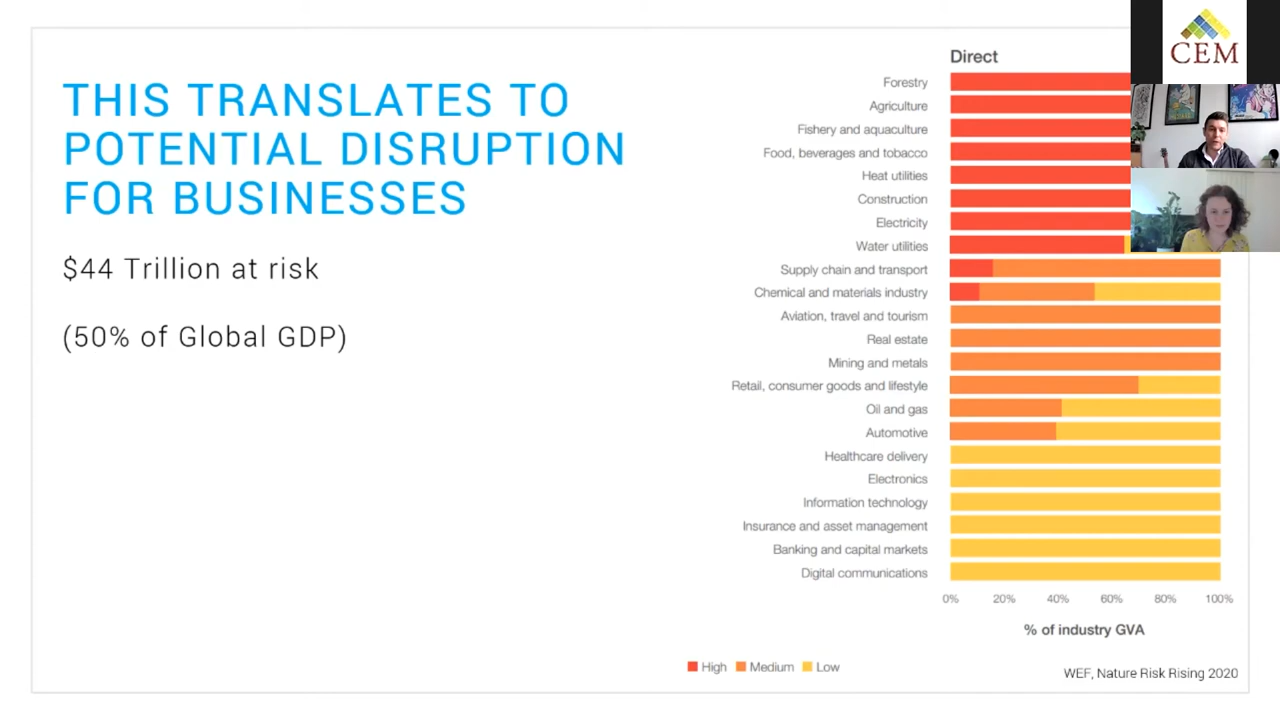 THIS TRANSLATES TO
POTENTIAL DISRUPTION
FOR BUSINESSES
$44 Trillion at risk
(50% of Global GDP)
Direct
Forestry
Agriculture
Fishery and aquaculture
Food, beverages and tobacco
Heat utilities
Construction
Electricity
Water utilities
Supply chain and transport
Chemical and materials industry
Aviation, travel and tourism
Real estate
Mining and metals
Retail, consumer goods and lifestyle
Oil and gas
Automotive
Healthcare delivery
Electronics
Information technology
Insurance and asset management
Banking and capital markets
Digital communications
0% 20% 40% 60% 80% 100%
% of industry GVA
High Medium Low
WEF, Nature Risk Rising 2020
CEM